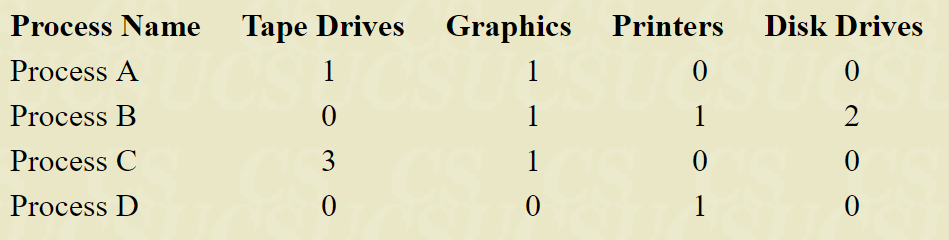 Process Name Tape Drives Graphics Printers Disk Drives
Process A 1 1 0 0
Process B 0 1 1 2
Process C 3 1 0 0
Process D 0 0 1 0